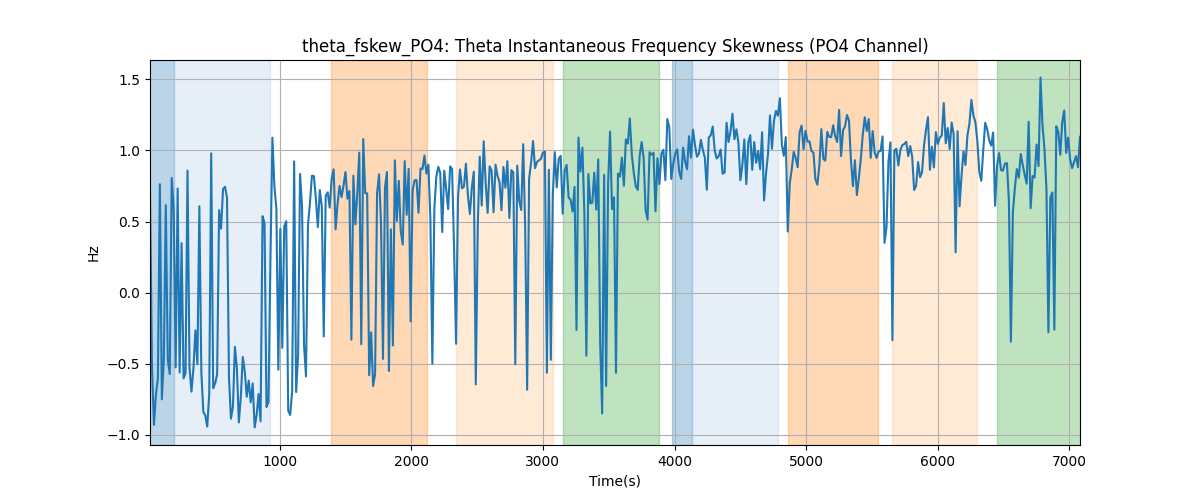 theta_fskew_PO4: Theta Instantaneous Frequency Skewness (PO4 Channel)
1.5
1.0
0.5
0.0
−0.5
−1.0
Hz
1000 2000 3000 4000 5000 6000 7000
Time(s)